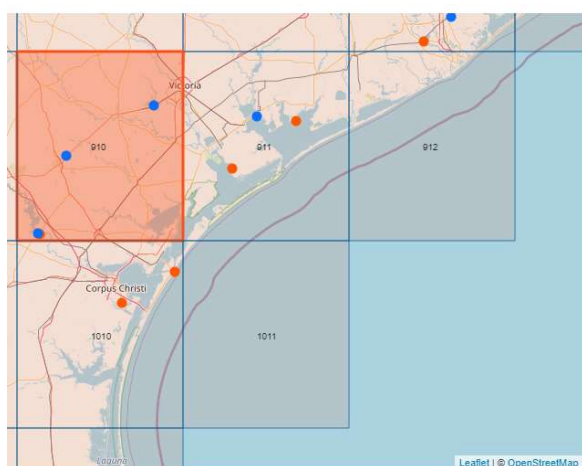 Victoria
910
911
912
Corpus Christi
1010
1011
Laguna
Leaflet | © OpenStreetMap